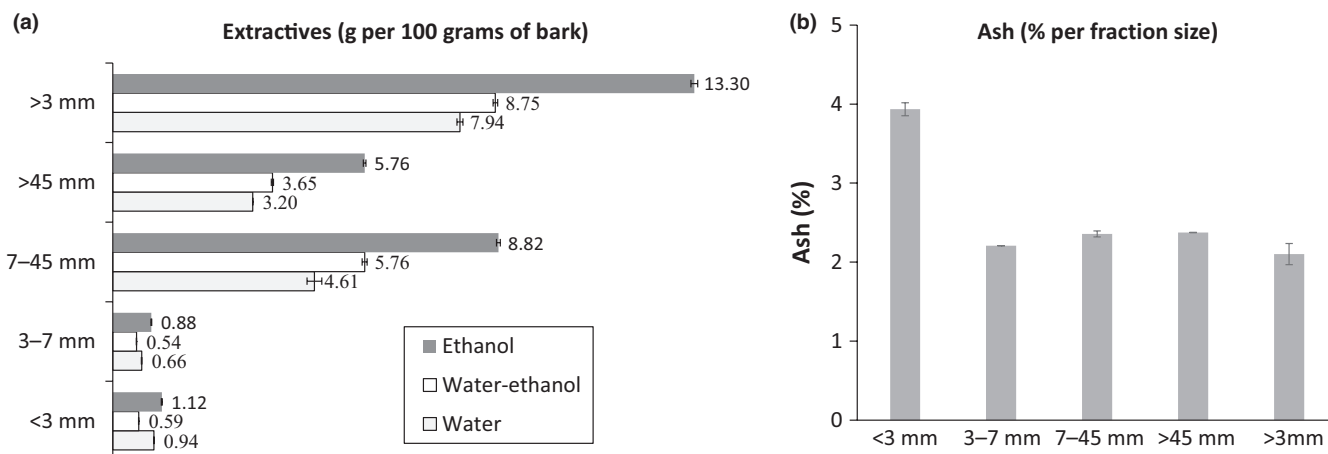 (a)
Extractives (g per 100 grams of bark)
>3 mm
13.30
8.75
7.94
>45 mm
5.76
3.65
3.20
7–45 mm
8.82
5.76
4.61
3–7 mm
0.88
0.54
0.66
<3 mm
1.12
0.59
0.94
Ethanol
Water-ethanol
Water
(b)
Ash (% per fraction size)
Ash (%)
5
4
3
2
1
0
<3 mm 3–7 mm 7–45 mm >45 mm >3mm